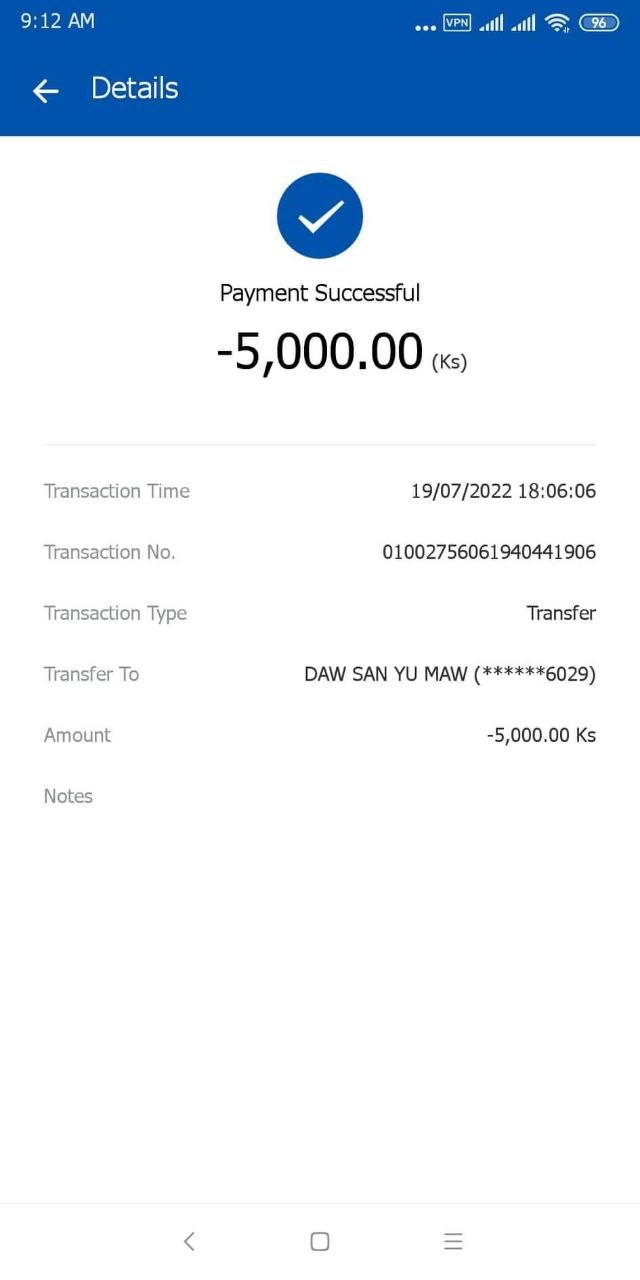 9:12 AM
VPN
96
Details
Payment Successful
-5,000.00 (Ks)
Transaction Time 19/07/2022 18:06:06
Transaction No. 01002756061940441906
Transaction Type Transfer
Transfer To DAW SAN YU MAW (******6029)
Amount -5,000.00 Ks
Notes